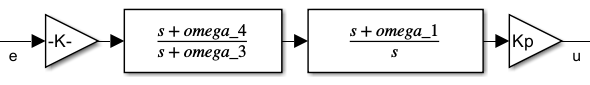 -K-
s + omega_4
s + omega_3
s + omega_1
s
Kp
e
u